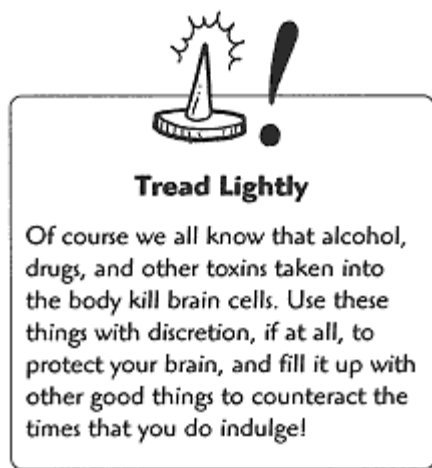 Tread Lightly
Of course we all know that alcohol,
drugs, and other toxins taken into
the body kill brain cells. Use these
things with discretion, if at all, to
protect your brain, and fill it up with
other good things to counteract the
times that you do indulge!